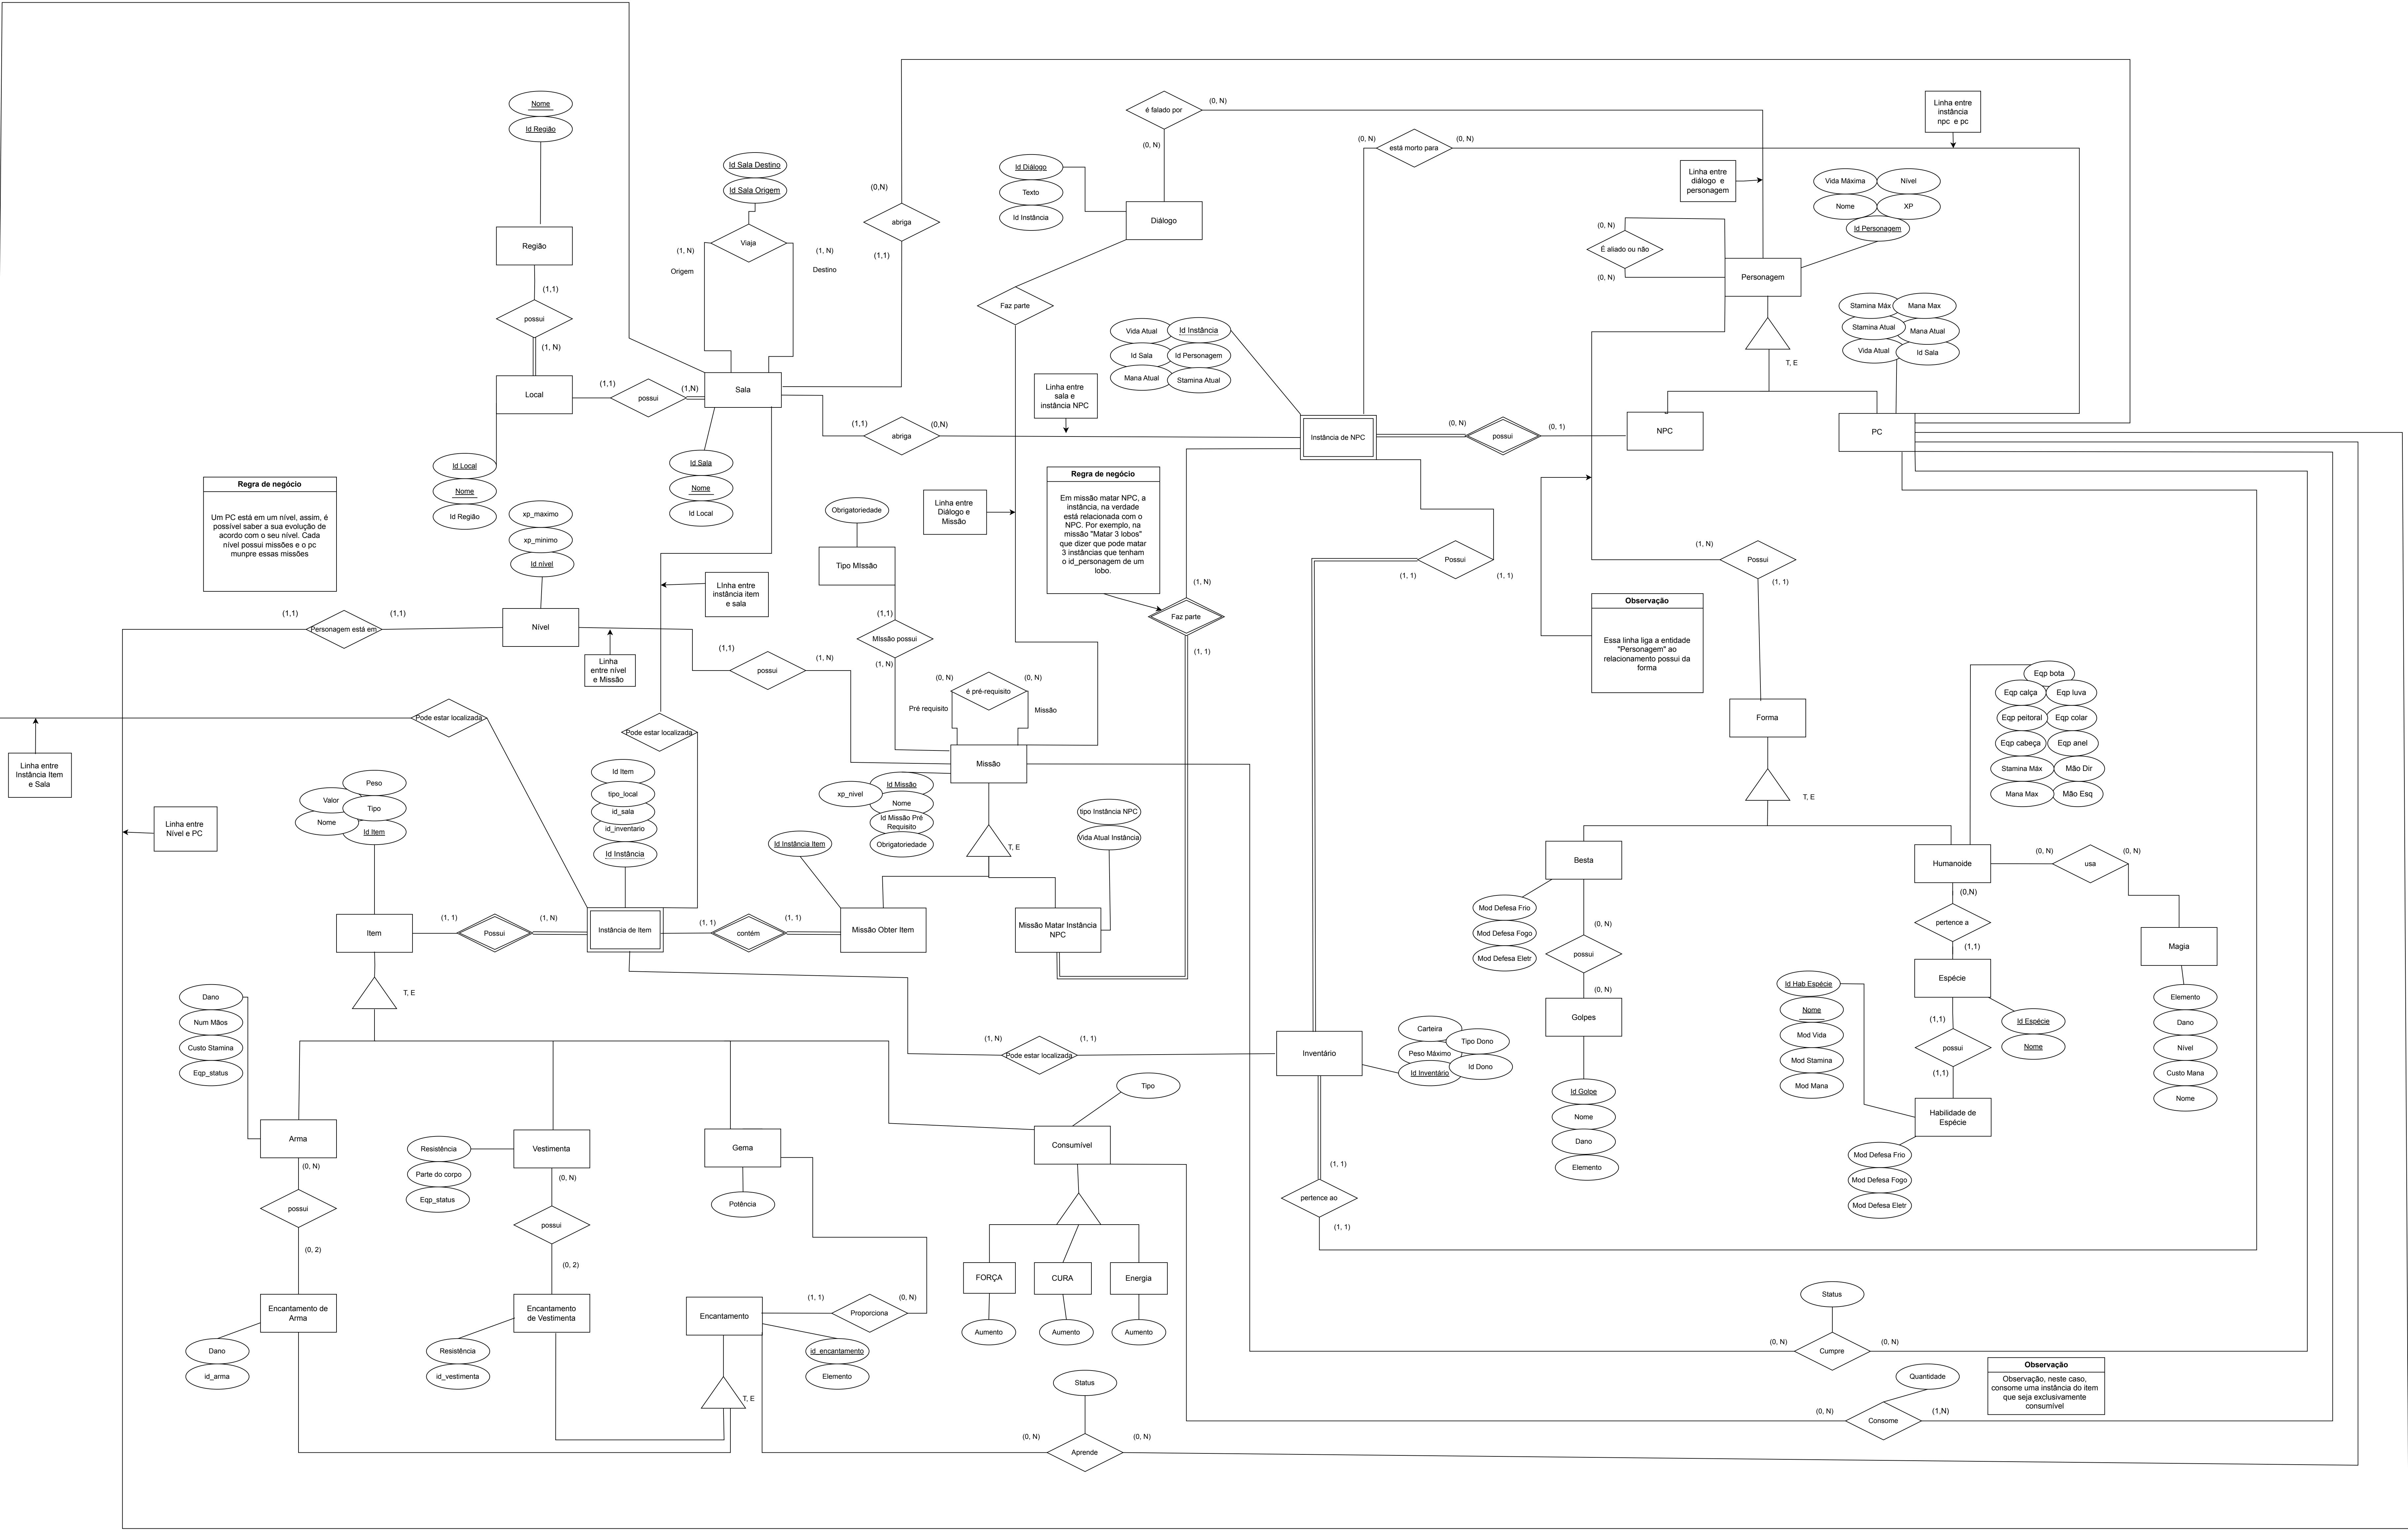 Nome
Id Região
Região
(1,1)
possui
(1, N)
Local
Id Local
Nome
Id Região
(1,1)
possui
(1,N)
Id Sala Destino
Id Sala Origem
Viaja
(1, N)
Origem
(1, N)
Destino
Sala
Id Sala
Nome
Id Local
(0,N)
abriga
(1,1)
(1,1)
abriga
(0,N)
Linha entre
sala e
instância NPC
é falado por
(0, N)
(0, N)
Id Diálogo
Texto
Id Instância
Diálogo
Faz parte
(0, N)
está morto para
(0, N)
Linha entre
instância
npc e pc
Linha entre
diálogo e
personagem
Vida Máxima
Nível
Nome
XP
Id Personagem
(0, N)
É aliado ou não
(0, N)
Personagem
T, E
Stamina Máx
Mana Max
Stamina Atual
Mana Atual
Vida Atual
Id Sala
Vida Atual
Id Instância
Id Sala
Id Personagem
Mana Atual
Stamina Atual
Instância de NPC
(0, N)
possui
(0, 1)
NPC
PC
Regra de negócio
Um PC está em um nível, assim, é
possível saber a sua evolução de
acordo com o seu nível. Cada
nível possui missões e o pc
munpre essas missões
xp_maximo
xp_minimo
Id nível
(1,1)
Personagem está em
(1,1)
Nível
Linha
entre nível
e Missão
LInha entre
instância item
e sala
(1,1)
possui
(1, N)
Obrigatoriedade
Tipo MIssão
(1,1)
MIssão possui
(1, N)
Linha entre
Diálogo e
Missão
Regra de negócio
Em missão matar NPC, a
instância, na verdade
está relacionada com o
NPC. Por exemplo, na
missão "Matar 3 lobos"
que dizer que pode matar
3 instâncias que tenham
o id_personagem de um
lobo.
(1, N)
Faz parte
(1, 1)
Possui
(1, 1)
(1, 1)
(1, N)
Possui
(1, 1)
Observação
Essa linha liga a entidade
"Personagem" ao
relacionamento possui da
forma
(0, N)
é pré-requisito
(0, N)
Pré requisito
Missão
Missão
xp_nivel
Id Missão
Nome
Id Missão Pré
Requisito
Obrigatoriedade
T, E
tipo Instância NPC
Vida Atual Instância
Id Instância Item
Missão Obter Item
Missão Matar Instância
NPC
Pode estar localizada
Linha entre
Instância Item
e Sala
Pode estar localizada
Linha entre
Nível e PC
Peso
Valor
Tipo
Nome
Id Item
Id Item
tipo_local
id_sala
id_inventario
Id Instância
Item
(1, 1)
Possui
(1, N)
Instância de Item
(1, 1)
contém
(1, 1)
T, E
Dano
Num Mãos
Custo Stamina
Eqp_status
Arma
(0, N)
possui
(0, 2)
Encantamento de
Arma
Dano
id_arma
Resistência
Parte do corpo
Eqp_status
Vestimenta
(0, N)
possui
(0, 2)
Encantamento
de Vestimenta
Resistência
id_vestimenta
Gema
Potência
Encantamento
(1, 1)
Proporciona
(0, N)
id_encantamento
Elemento
T, E
(1, N)
Pode estar localizada
(1, 1)
Tipo
Consumível
FORÇA
CURA
Energia
Aumento
Aumento
Aumento
Status
(0, N)
Aprende
(0, N)
Inventário
Carteira
Tipo Dono
Peso Máximo
Id Dono
Id Inventário
(1, 1)
pertence ao
(1, 1)
Forma
T, E
Besta
Mod Defesa Frio
Mod Defesa Fogo
Mod Defesa Eletr
(0, N)
possui
(0, N)
Golpes
Id Golpe
Nome
Dano
Elemento
Eqp bota
Eqp calça
Eqp luva
Eqp peitoral
Eqp colar
Eqp cabeça
Eqp anel
Stamina Máx
Mão Dir
Mana Max
Mão Esq
Humanoide
(0, N)
usa
(0, N)
(0,N)
pertence a
(1,1)
Espécie
Id Espécie
Nome
(1,1)
possui
(1,1)
Habilidade de
Espécie
Id Hab Espécie
Nome
Mod Vida
Mod Stamina
Mod Mana
Mod Defesa Frio
Mod Defesa Fogo
Mod Defesa Eletr
Magia
Elemento
Dano
Nível
Custo Mana
Nome
Status
(0, N)
Cumpre
(0, N)
Quantidade
(0, N)
Consome
(1,N)
Observação
Observação, neste caso,
consome uma instância do item
que seja exclusivamente
consumível